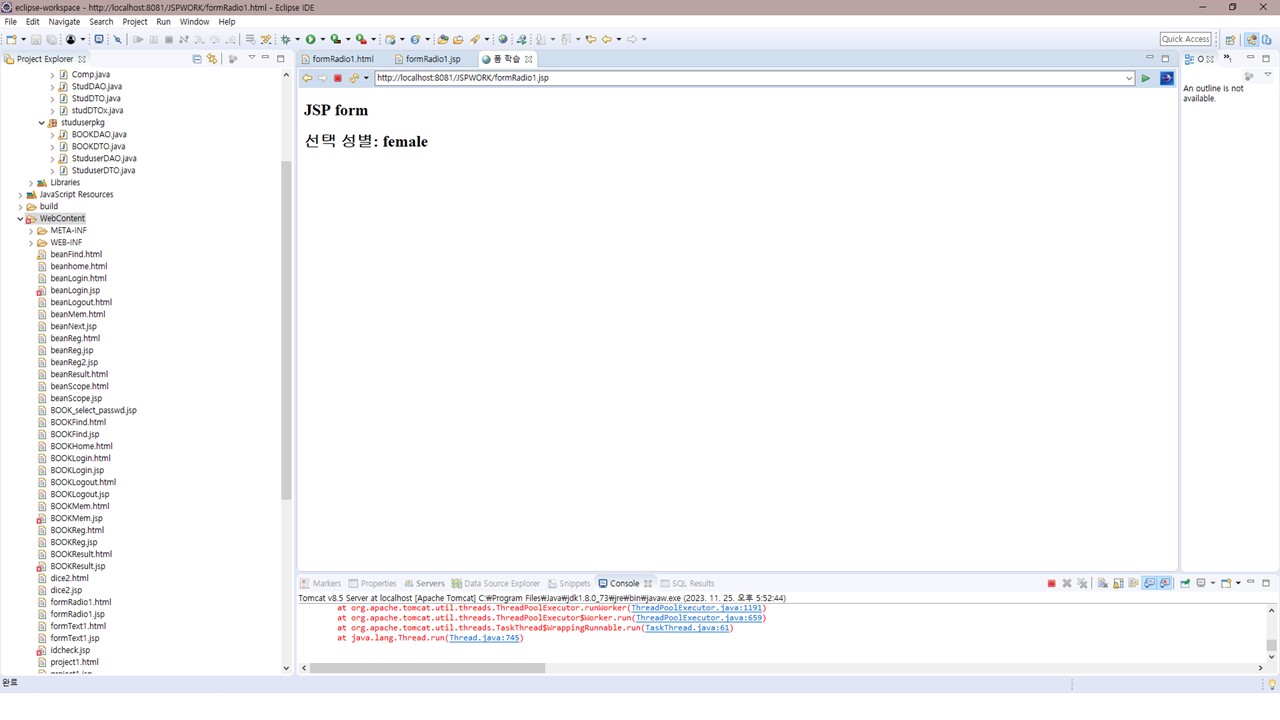 eclipse-workspace - http://localhost:8081/JSPWORK/formRadio1.html - Eclipse IDE
File Edit Navigate Search Project Run Window Help
Quick Access
Project Explorer
Comp.java
StudDAO.java
StudDTO.java
studDTOx.java
studuserpkg
BOOKDAO.java
BOOKDTO.java
StuduserDAO.java
StuduserDTO.java
Libraries
JavaScript Resources
build
WebContent
META-INF
WEB-INF
beanFind.html
beanhome.html
beanLogin.html
beanLogin.jsp
beanLogout.html
beanMem.html
beanNext.jsp
beanReg.html
beanReg.jsp
beanReg2.jsp
beanResult.html
beanScope.html
beanScope.jsp
BOOK_select_passwd.jsp
BOOKFind.html
BOOKFind.jsp
BOOKHome.html
BOOKLogin.html
BOOKLogin.jsp
BOOKLogout.html
BOOKLogout.jsp
BOOKMem.html
BOOKMem.jsp
BOOKReg.html
BOOKReg.jsp
BOOKResult.html
BOOKResult.jsp
dice2.html
dice2.jsp
formRadio1.html
formRadio1.jsp
formText1.html
formText1.jsp
idcheck.jsp
project1.html
project1.jsp
formRadio1.html formRadio1.jsp 폼 학습
http://localhost:8081/JSPWORK/formRadio1.jsp
JSP form
선택 성별: female
O
An outline is not
available.
Markers Properties Servers Data Source Explorer Snippets Console SQL Results
Tomcat v8.5 Server at localhost [Apache Tomcat] C:₩Program Files₩Java₩jdk1.8.0_73₩jre₩bin₩javaw.exe (2023. 11. 25. 오후 5:52:44)
at org.apache.tomcat.util.threads.ThreadPoolExecutor.runWorker(ThreadPoolExecutor.java:1191)
at org.apache.tomcat.util.threads.ThreadPoolExecutor$Worker.run(ThreadPoolExecutor.java:659)
at org.apache.tomcat.util.threads.TaskThread$WrappingRunnable.run(TaskThread.java:61)
at java.lang.Thread.run(Thread.java:745)
완료